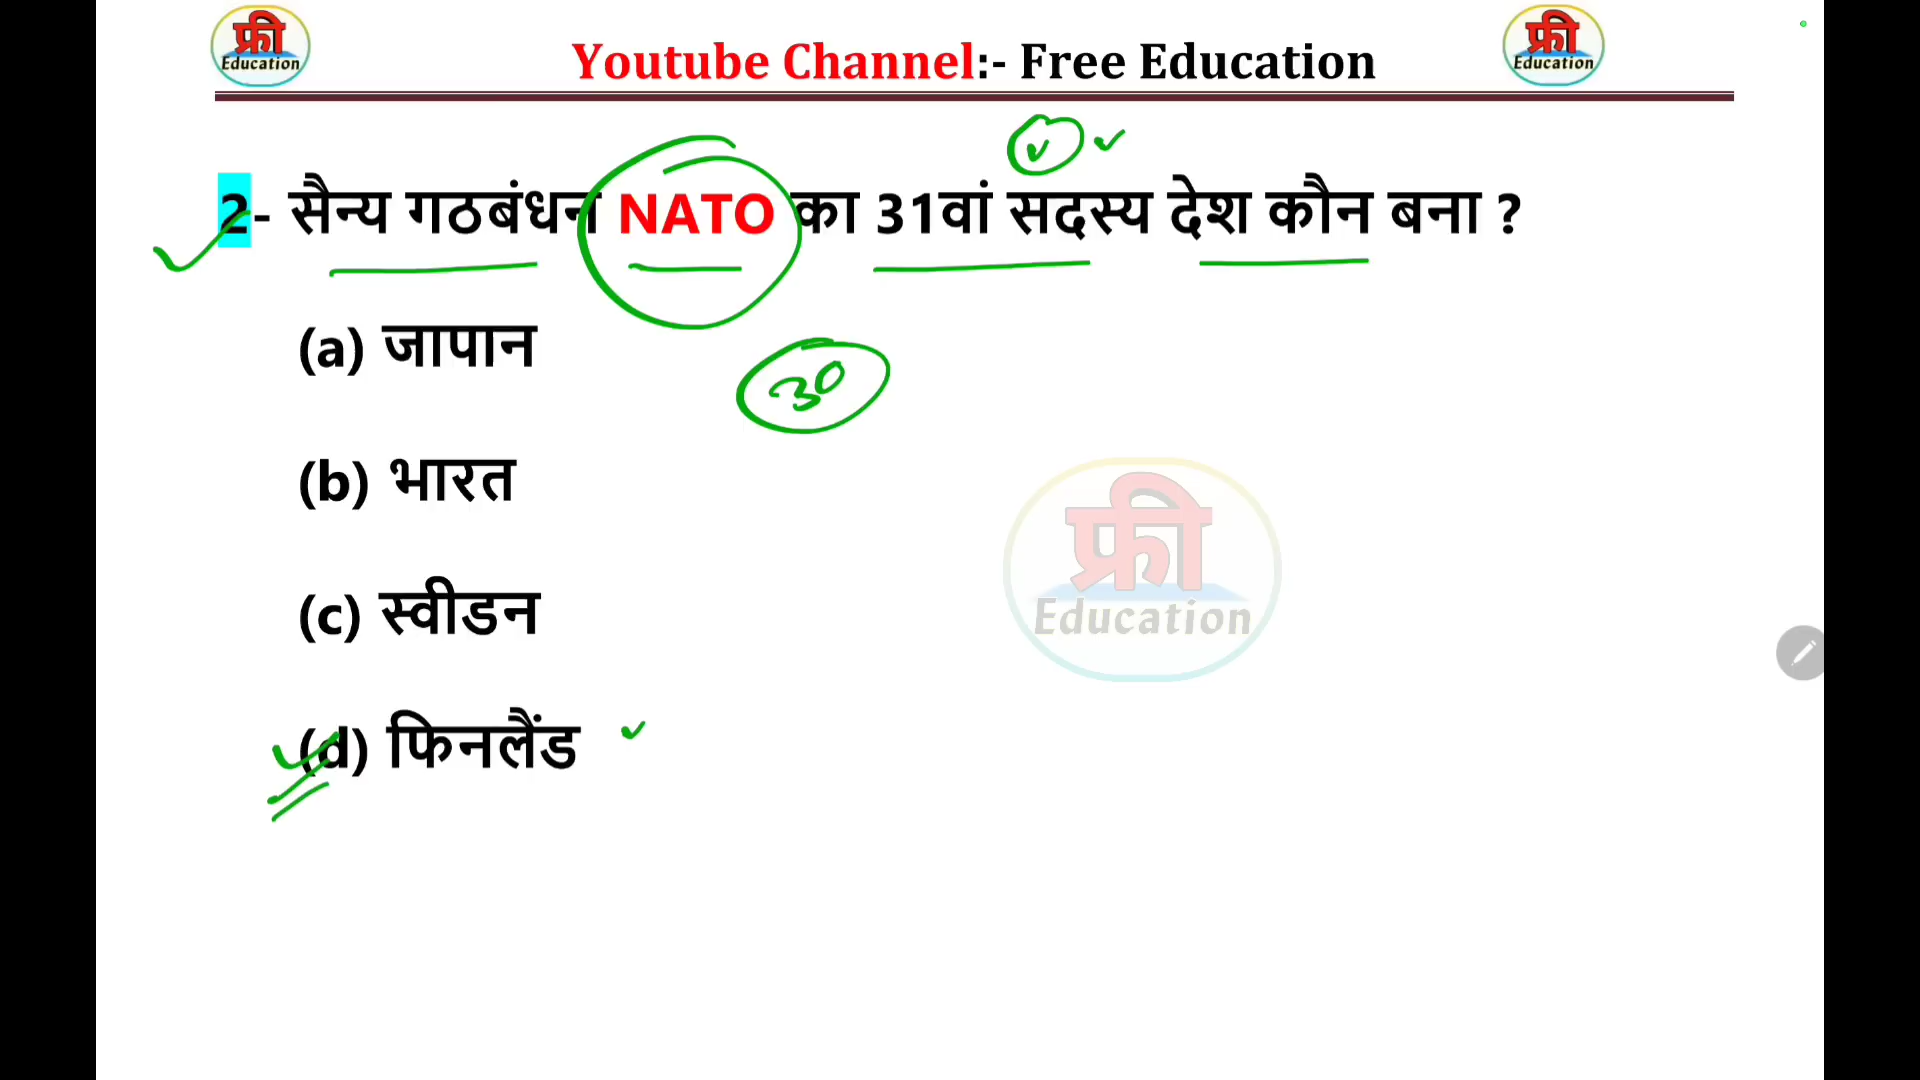 फ्री
Education
Youtube Channel:- Free Education
फ्री
Education
2- सैन्य गठबंधन NATO का 31वां सदस्य देश कौन बना ?
(a) जापान
30
(b) भारत
फ्री
Education
(c) स्वीडन
(d) फिनलैंड